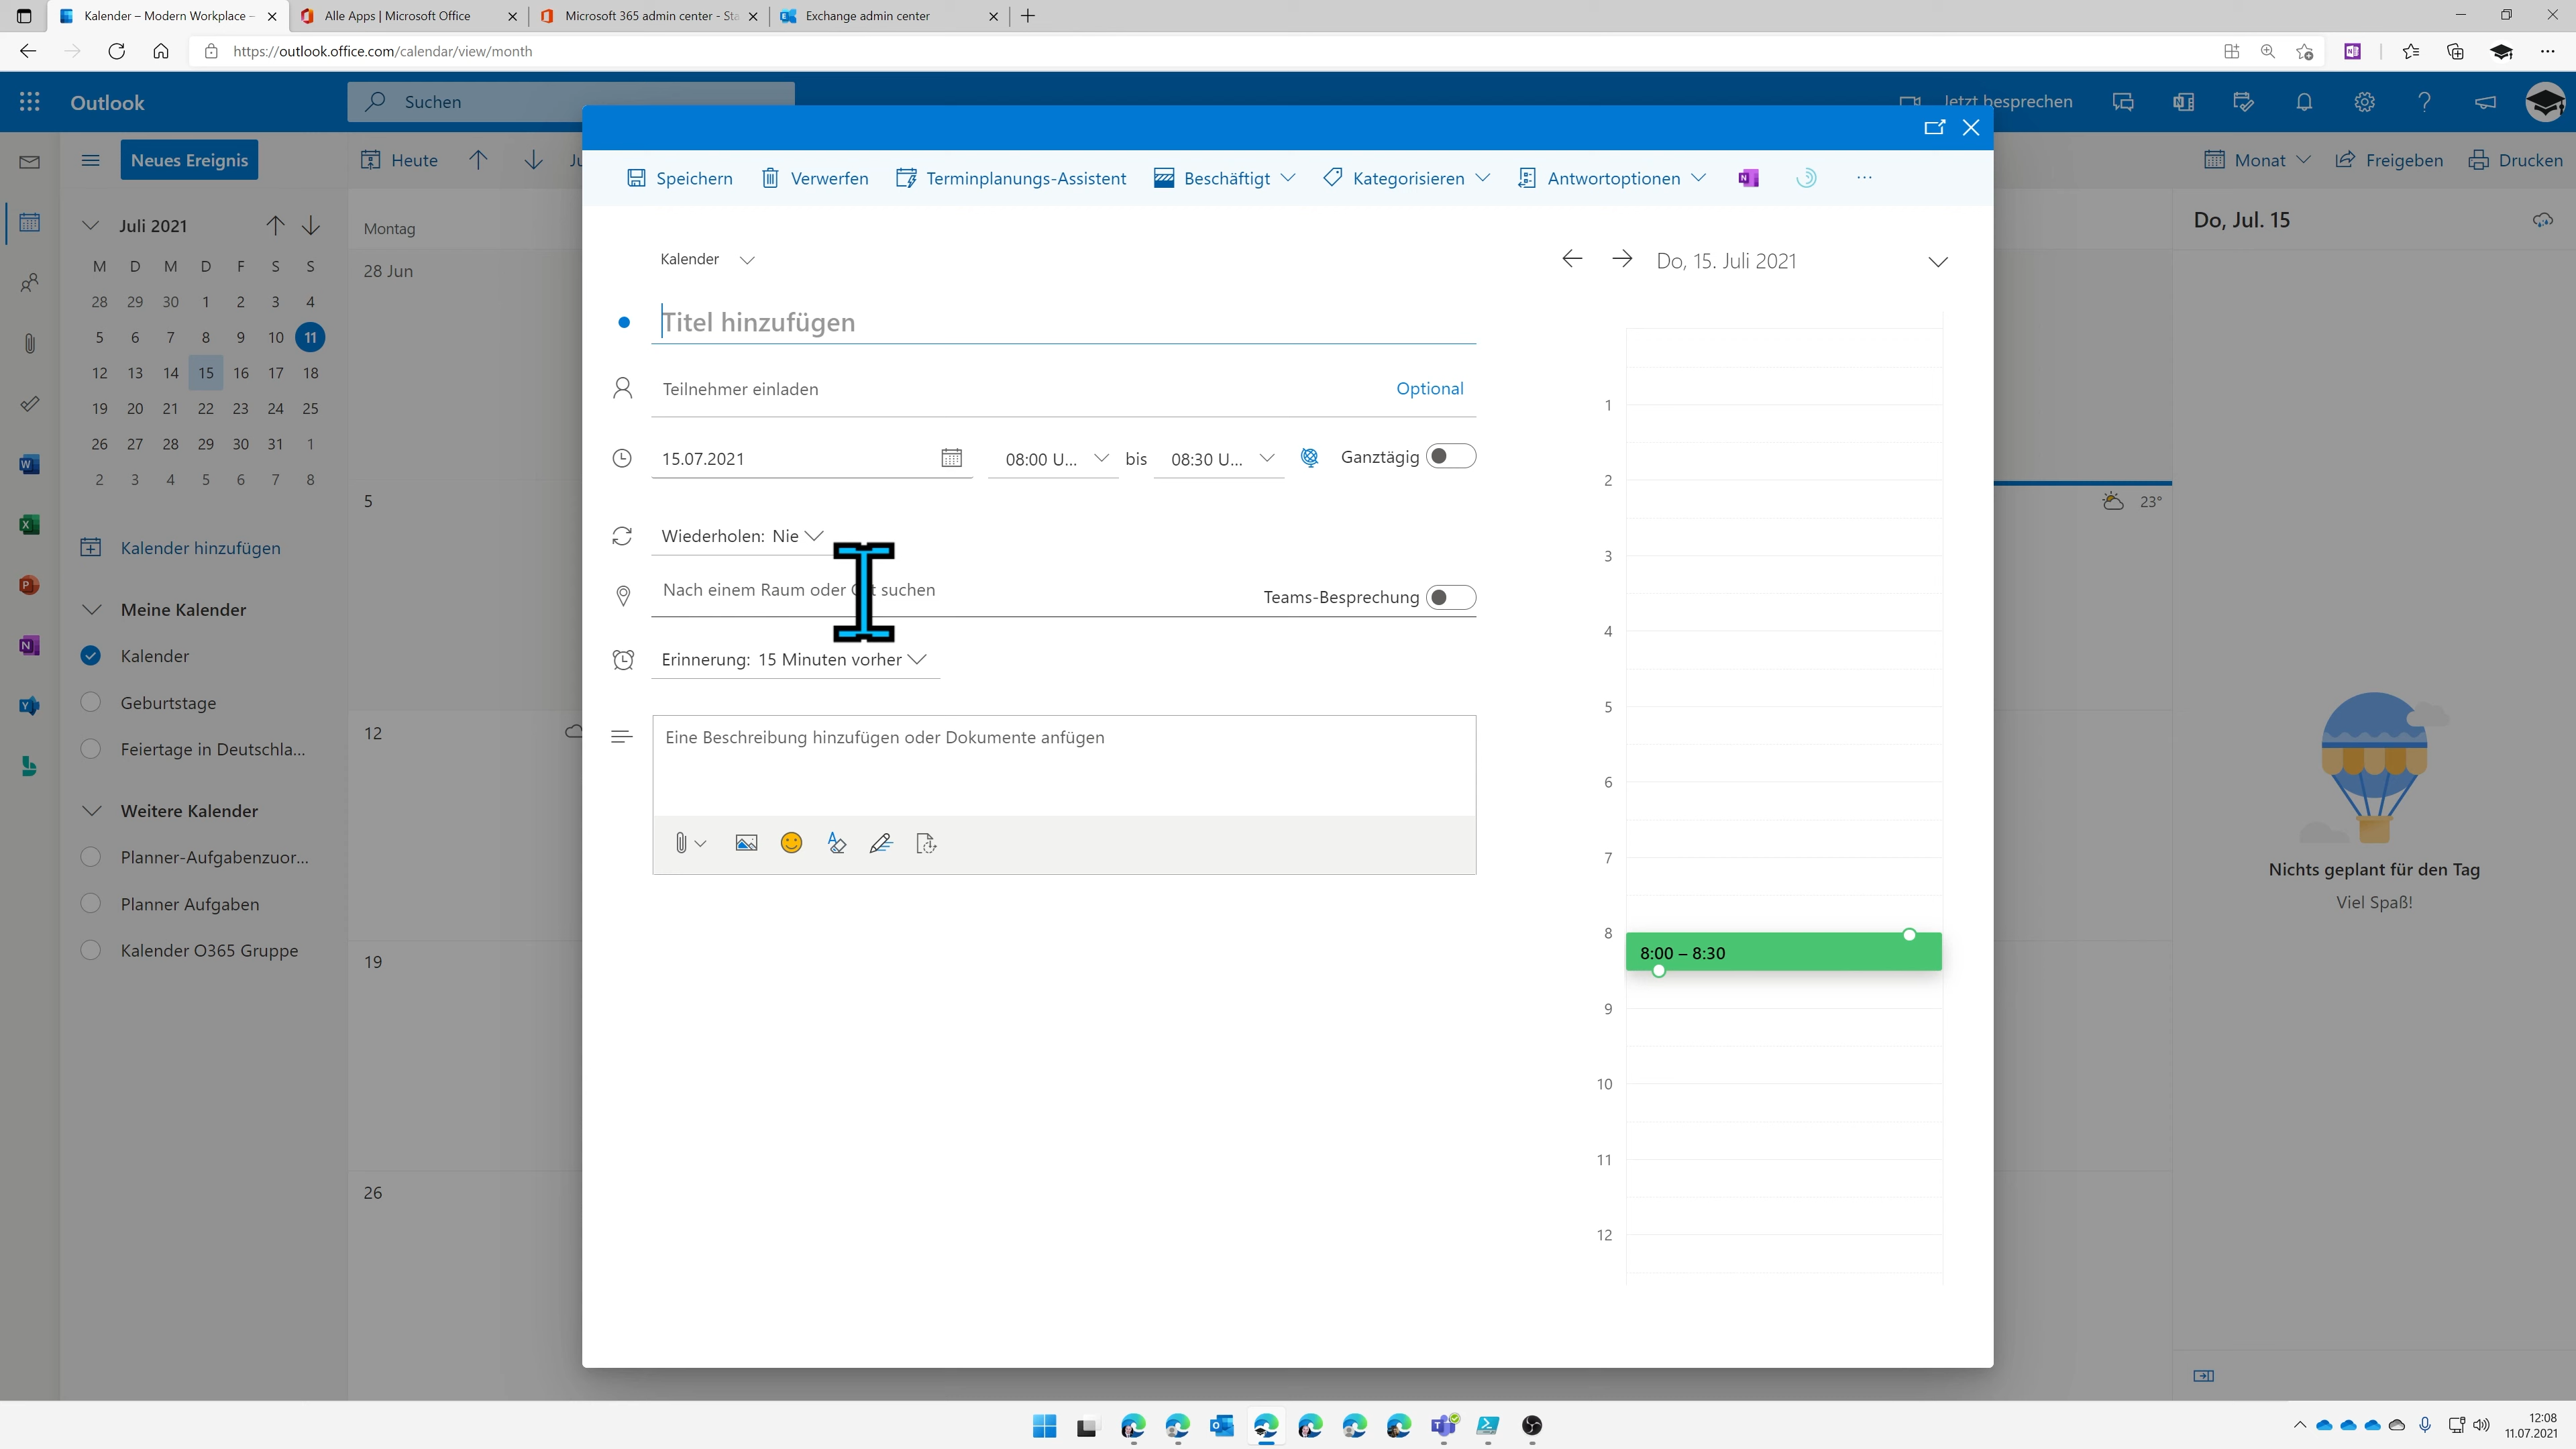 Kalender – Modern Workplace –
Alle Apps | Microsoft Office
Microsoft 365 admin center - Sta
Exchange admin center
https://outlook.office.com/calendar/view/month
Outlook
Suchen
Jetzt besprechen
Neues Ereignis
Heute
Monat
Freigeben
Drucken
Speichern
Verwerfen
Terminplanungs-Assistent
Beschäftigt
Kategorisieren
Antwortoptionen
Juli 2021
M D M D F S S
28 29 30 1 2 3 4
5 6 7 8 9 10 11
12 13 14 15 16 17 18
19 20 21 22 23 24 25
26 27 28 29 30 31 1
2 3 4 5 6 7 8
Kalender hinzufügen
Meine Kalender
Kalender
Geburtstage
Feiertage in Deutschla...
Weitere Kalender
Planner-Aufgabenzuor...
Planner Aufgaben
Kalender O365 Gruppe
Montag
28 Jun
5
12
19
26
Kalender
Titel hinzufügen
Teilnehmer einladen
Optional
15.07.2021
08:00 U...
bis
08:30 U...
Ganztägig
Wiederholen: Nie
Nach einem Raum oder suchen
Teams-Besprechung
Erinnerung: 15 Minuten vorher
Eine Beschreibung hinzufügen oder Dokumente anfügen
Do, 15. Juli 2021
1
2
3
4
5
6
7
8
8:00 – 8:30
9
10
11
12
Do, Jul. 15
23°
Nichts geplant für den Tag
Viel Spaß!
12:08
11.07.2021